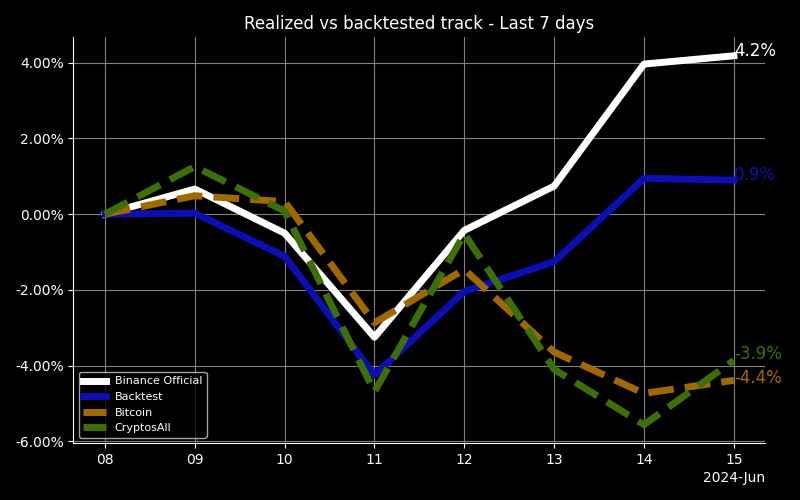 Realized vs backtested track - Last 7 days
4.00%
2.00%
0.00%
-2.00%
-4.00%
-6.00%
4.2%
0.9%
-3.9%
-4.4%
Binance Official
Backtest
Bitcoin
CryptosAll
08 09 10 11 12 13 14 15
2024-Jun